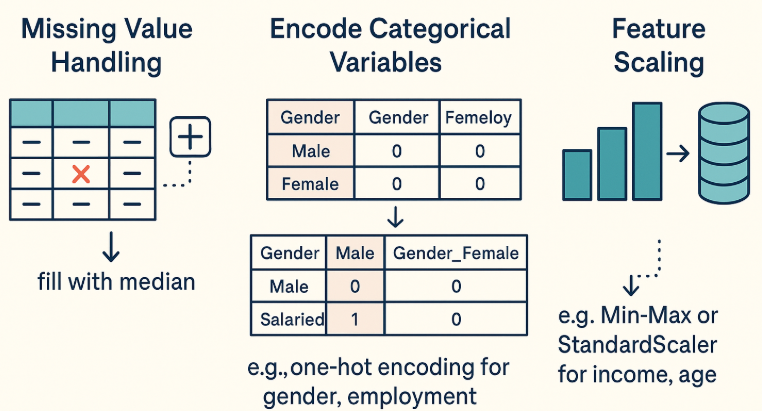 Missing Value
Handling
fill with median
Encode Categorical
Variables
Gender Gender Femeloy
Male 0 0
Female 0 0
Gender Male Gender_Female
Male 0 0
Salaried 1 0
e.g.,one-hot encoding for
gender, employment
Feature
Scaling
e.g. Min-Max or
StandardScaler
for income, age